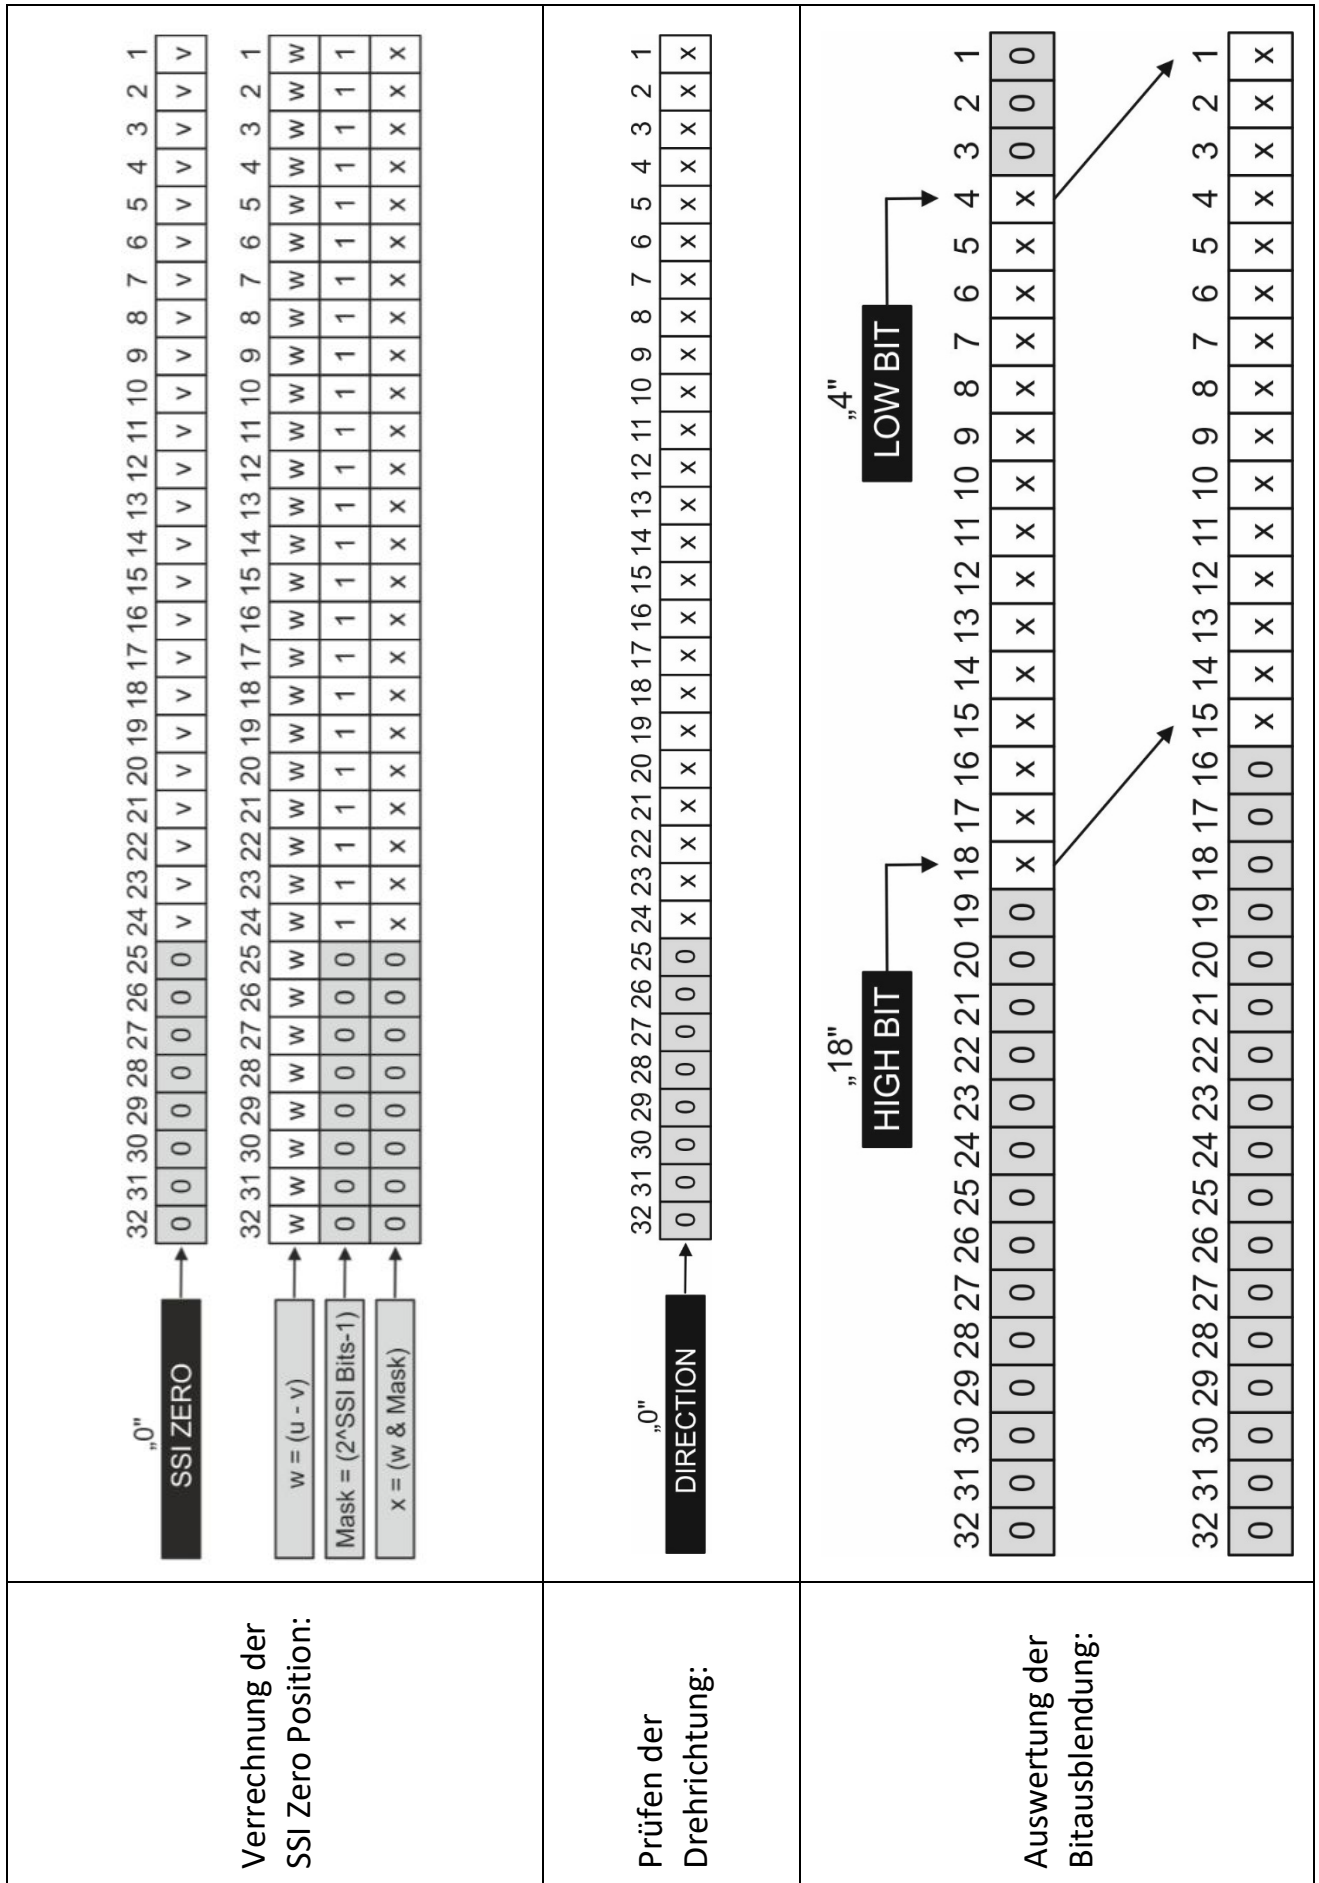 Verrechnung der
SSI Zero Position:
„0"
SSI ZERO
32 31 30 29 28 27 26 25 24 23 22 21 20 19 18 17 16 15 14 13 12 11 10 9 8 7 6 5 4 3 2 1
0 0 0 0 0 0 0 0 v v v v v v v v v v v v v v v v v v v v v v v v
32 31 30 29 28 27 26 25 24 23 22 21 20 19 18 17 16 15 14 13 12 11 10 9 8 7 6 5 4 3 2 1
w = (u - v) w w w w w w w w w w w w w w w w w w w w w w w w w w w w w w w w
Mask = (2^SSI Bits-1) 0 0 0 0 0 0 0 0 1 1 1 1 1 1 1 1 1 1 1 1 1 1 1 1 1 1 1 1 1 1 1 1
x = (w & Mask) 0 0 0 0 0 0 0 0 x x x x x x x x x x x x x x x x x x x x x x x x
Prüfen der
Drehrichtung:
„0"
DIRECTION
32 31 30 29 28 27 26 25 24 23 22 21 20 19 18 17 16 15 14 13 12 11 10 9 8 7 6 5 4 3 2 1
0 0 0 0 0 0 0 0 x x x x x x x x x x x x x x x x x x x x x x x x
Auswertung der
Bitausblendung:
„18" „4"
HIGH BIT LOW BIT
32 31 30 29 28 27 26 25 24 23 22 21 20 19 18 17 16 15 14 13 12 11 10 9 8 7 6 5 4 3 2 1
0 0 0 0 0 0 0 0 0 0 0 0 0 0 x x x x x x x x x x x x x x x 0 0 0
32 31 30 29 28 27 26 25 24 23 22 21 20 19 18 17 16 15 14 13 12 11 10 9 8 7 6 5 4 3 2 1
0 0 0 0 0 0 0 0 0 0 0 0 0 0 0 0 0 x x x x x x x x x x x x x x x